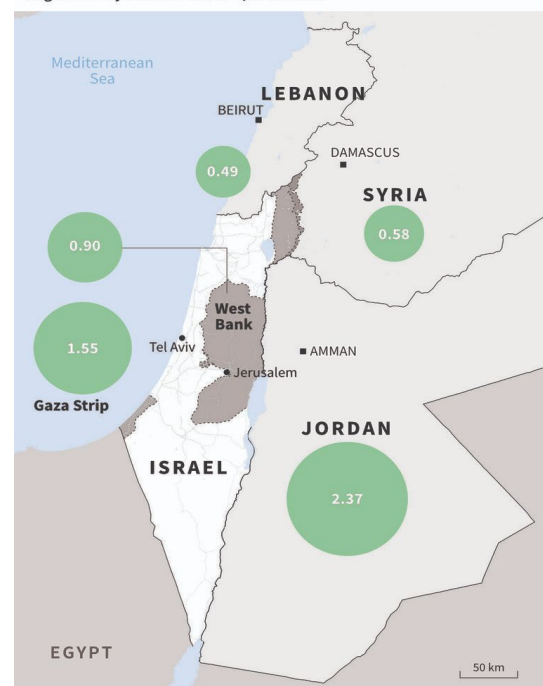 Mediterranean
Sea
LEBANON
BEIRUT
DAMASCUS
0.49
SYRIA
0.58
0.90
West
Bank
1.55
Tel Aviv
AMMAN
Jerusalem
Gaza Strip
JORDAN
ISRAEL
2.37
EGYPT
50 km